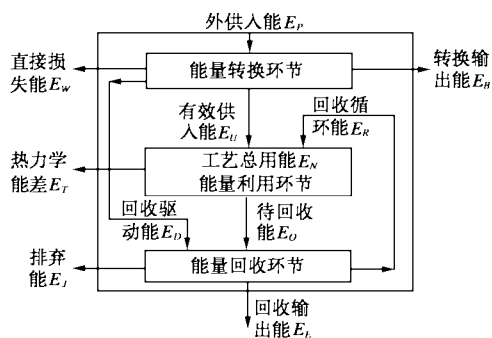 外供入能E_P
直接损
失能E_W
能量转换环节
转换输
出能E_B
有效供
入能E_U
回收循
环能E_R
热力学
能差E_T
工艺总用能E_N
能量利用环节
回收驱
动能E_D
待回收
能E_O
排弃
能E_J
能量回收环节
回收输
出能E_E